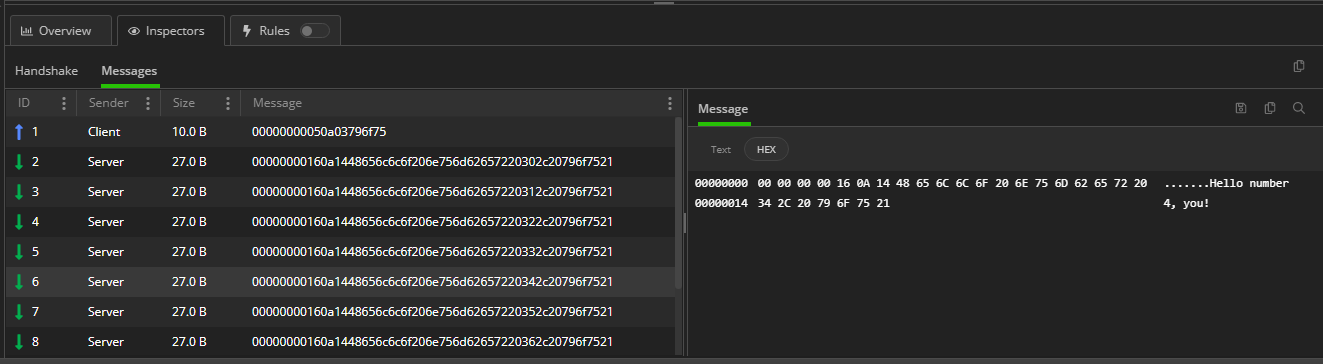 Overview Inspectors Rules
Handshake Messages
ID Sender Size Message
1 Client 10.0 B 00000000050a03796f75
2 Server 27.0 B 00000000160a1448656c6c6f206e756d62657220302c20796f7521
3 Server 27.0 B 00000000160a1448656c6c6f206e756d62657220312c20796f7521
4 Server 27.0 B 00000000160a1448656c6c6f206e756d62657220322c20796f7521
5 Server 27.0 B 00000000160a1448656c6c6f206e756d62657220332c20796f7521
6 Server 27.0 B 00000000160a1448656c6c6f206e756d62657220342c20796f7521
7 Server 27.0 B 00000000160a1448656c6c6f206e756d62657220352c20796f7521
8 Server 27.0 B 00000000160a1448656c6c6f206e756d62657220362c20796f7521
Message
Text HEX
00000000 00 00 00 00 16 0A 14 48 65 6C 6C 6F 20 6E 75 6D 62 65 72 20 .......Hello number
00000014 34 2C 20 79 6F 75 21 4, you!